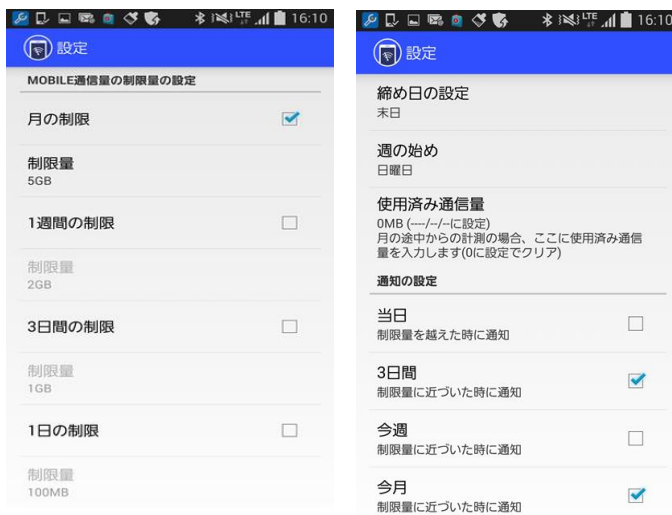 16:10
設定
MOBILE通信量の制限量の設定
月の制限
制限量
5GB
1週間の制限
制限量
2GB
3日間の制限
制限量
1GB
1日の制限
制限量
100MB
16:10
設定
締め日の設定
末日
週の始め
日曜日
使用済み通信量
0MB (----/--/--に設定)
月の途中からの計測の場合、ここに使用済み通信
量を入力します(0に設定でクリア)
通知の設定
当日
制限量を越えた時に通知
3日間
制限量に近づいた時に通知
今週
制限量に近づいた時に通知
今月
制限量に近づいた時に通知